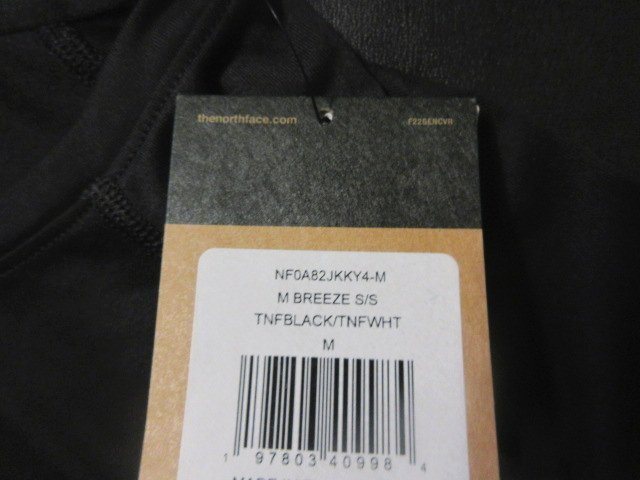 thenorthface.com
F22SENCVR
NF0A82JKKY4-M
M BREEZE S/S
TNFBLACK/TNFWHT
M
1 97803 40998 4